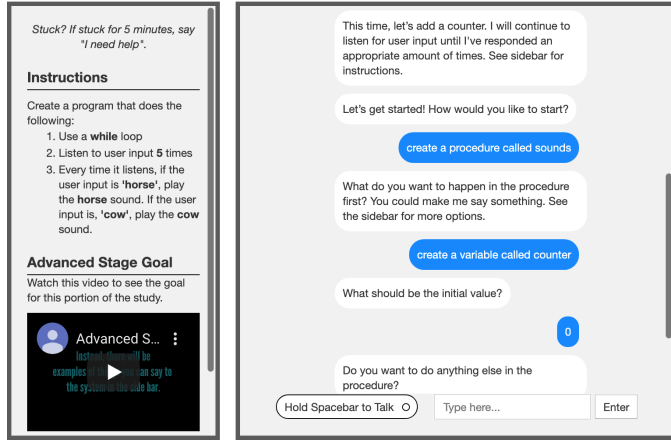 Stuck? If stuck for 5 minutes, say
"I need help".
Instructions
Create a program that does the
following:
1. Use a while loop
2. Listen to user input 5 times
3. Every time it listens, if the
user input is 'horse', play
the horse sound. If the user
input is, 'cow', play the cow
sound.
Advanced Stage Goal
Watch this video to see the goal
for this portion of the study.
Advanced S...
Instead, there will be
examples of you can say to
the system in the side bar.
This time, let's add a counter. I will continue to
listen for user input until I've responded an
appropriate amount of times. See sidebar for
instructions.
Let's get started! How would you like to start?
create a procedure called sounds
What do you want to happen in the procedure
first? You could make me say something. See
the sidebar for more options.
create a variable called counter
What should be the initial value?
0
Do you want to do anything else in the
procedure?
Hold Spacebar to Talk
Type here...
Enter